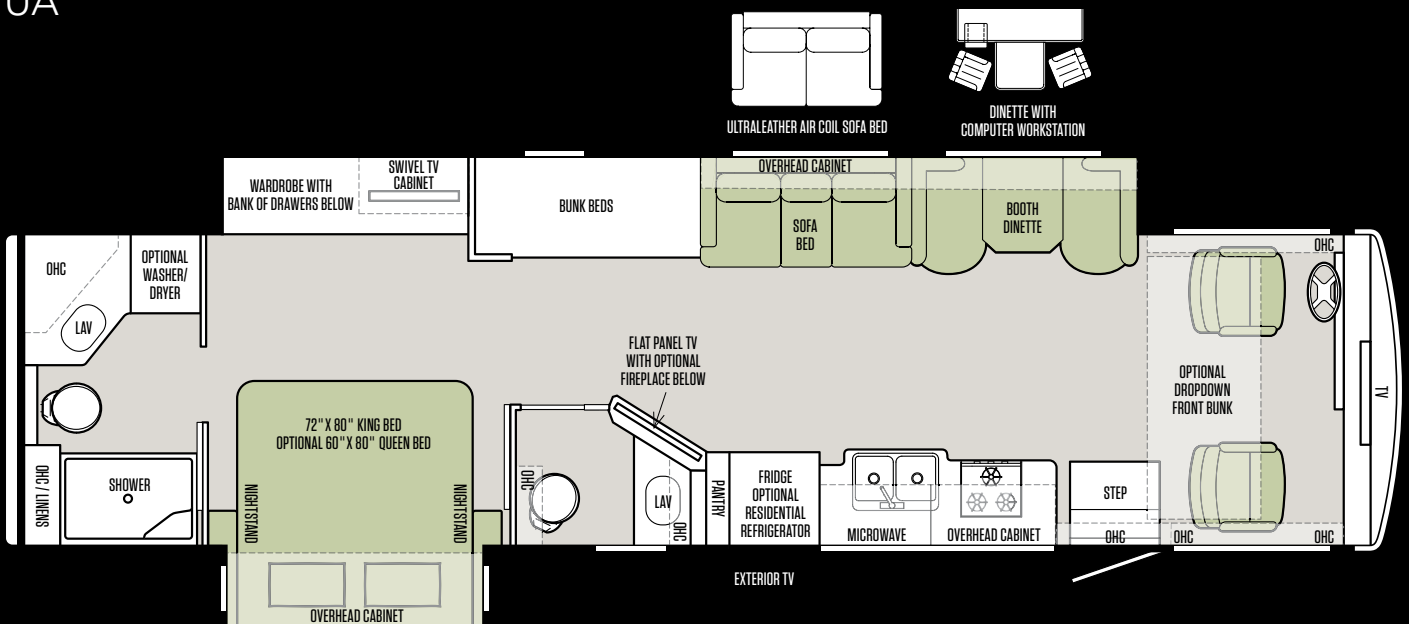 0A
ULTRALEATHER AIR COIL SOFA BED
DINETTE WITH
COMPUTER WORKSTATION
WARDROBE WITH
BANK OF DRAWERS BELOW
SWIVEL TV
CABINET
BUNK BEDS
OVERHEAD CABINET
SOFA
BED
BOOTH
DINETTE
OHC
OHC
OPTIONAL
WASHER/
DRYER
LAV
FLAT PANEL TV
WITH OPTIONAL
FIREPLACE BELOW
OPTIONAL
DROPDOWN
FRONT BUNK
TV
72" X 80" KING BED
OPTIONAL 60" X 80" QUEEN BED
OHC / LINENS
SHOWER
NIGHTSTAND
NIGHTSTAND
OHC
LAV
OHC
PANTRY
FRIDGE
OPTIONAL
RESIDENTIAL
REFRIGERATOR
MICROWAVE
OVERHEAD CABINET
STEP
OHC
OHC
OHC
EXTERIOR TV
OVERHEAD CABINET